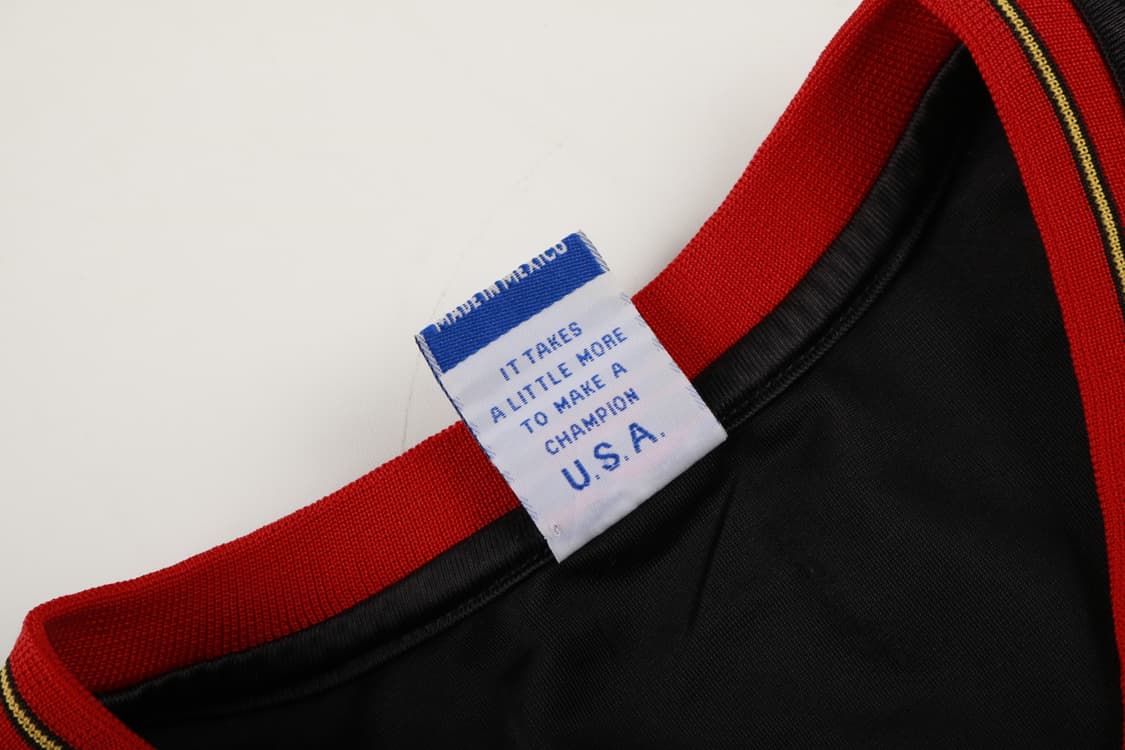 MADE IN MEXICO
IT TAKES
A LITTLE MORE
TO MAKE A
CHAMPION
U.S.A.